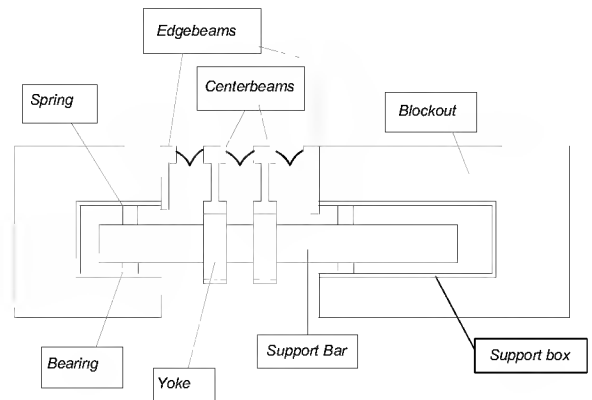 Edgebeams
Centerbeams
Spring
Blockout
Support Bar
Support box
Bearing
Yoke